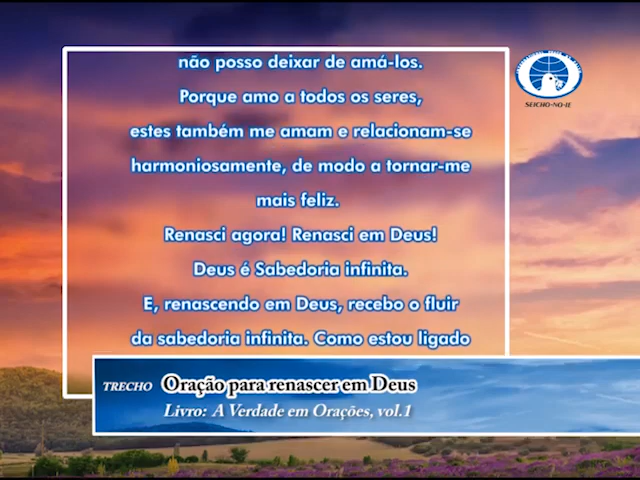 não posso deixar de amá-los.
Porque amo a todos os seres,
estes também me amam e relacionam-se
harmoniosamente, de modo a tornar-me
mais feliz.
Renasci agora! Renasci em Deus!
Deus é Sabedoria infinita.
E, renascendo em Deus, recebo o fluir
da sabedoria infinita. Como estou ligado
SEICHO-NO-IE
TRECHO Oração para renascer em Deus
Livro: A Verdade em Orações, vol.1